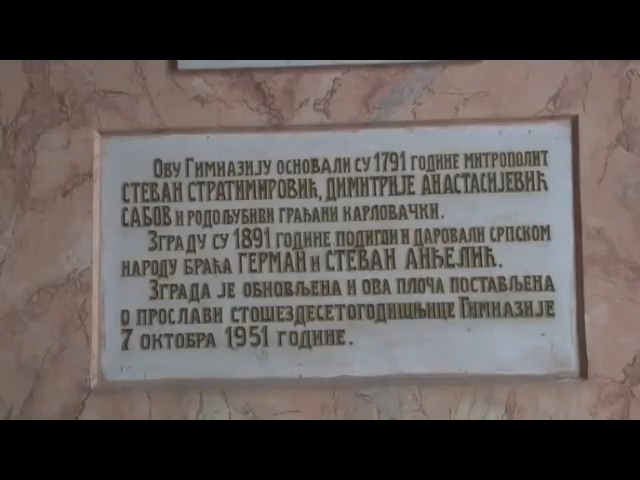 Ову Гимназију основали су 1791 године митрополит
Стеван Стратимировић, Димитрије Анастасијевић
Сабов и родољубиви грађани карловачки.
Зграду су 1891 године подигли и даровали српском
народу браћа Герман и Стеван Анђелић.
Зграда је обновљена и ова плоча постављена
о прослави стошездесетогодишњице Гимназије
7 октобра 1951 године.